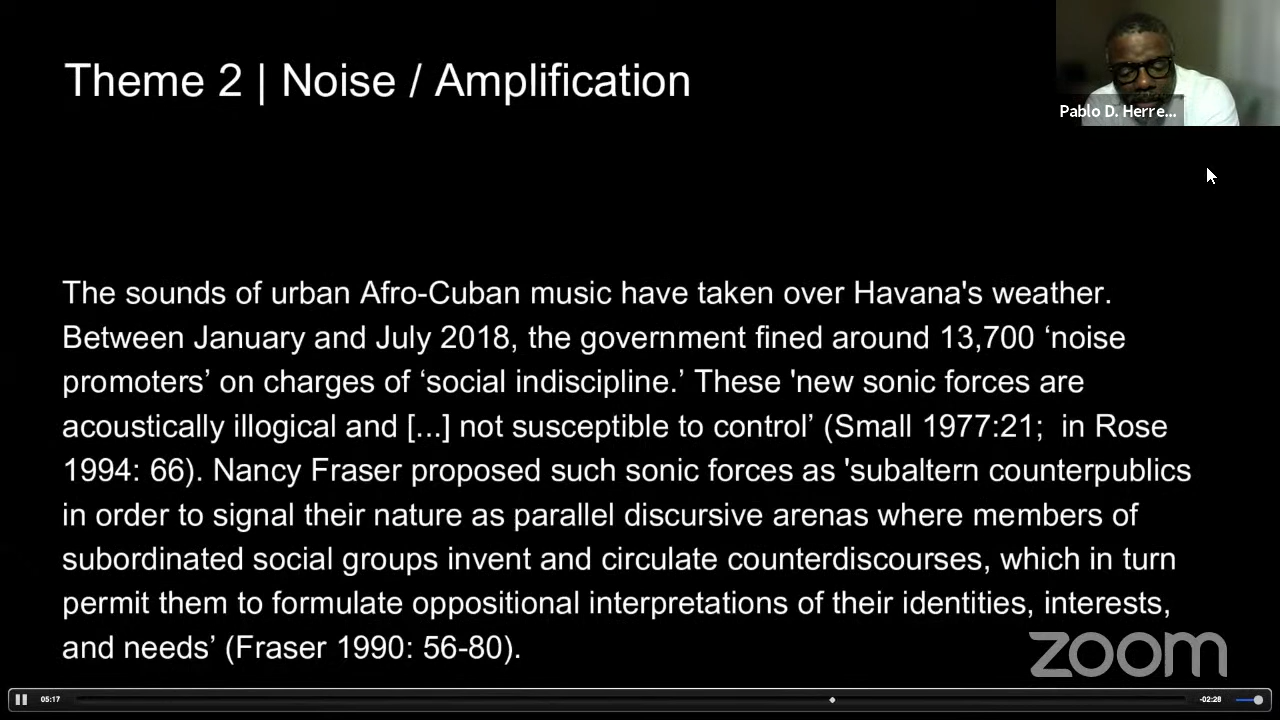 Theme 2 | Noise / Amplification
Pablo D. Herre...
The sounds of urban Afro-Cuban music have taken over Havana's weather.
Between January and July 2018, the government fined around 13,700 ‘noise
promoters’ on charges of ‘social indiscipline.’ These 'new sonic forces are
acoustically illogical and [...] not susceptible to control’ (Small 1977:21;  in Rose
1994: 66). Nancy Fraser proposed such sonic forces as 'subaltern counterpublics
in order to signal their nature as parallel discursive arenas where members of
subordinated social groups invent and circulate counterdiscourses, which in turn
permit them to formulate oppositional interpretations of their identities, interests,
and needs’ (Fraser 1990: 56-80).
zoom
05:17
-02:28